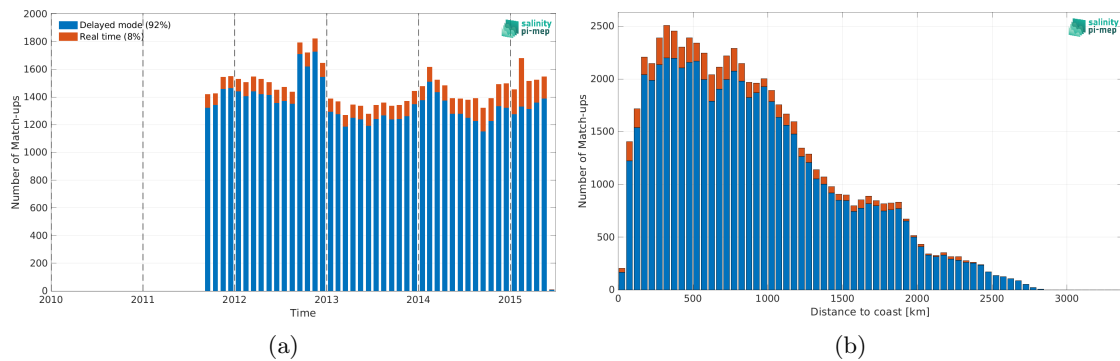 Delayed mode (92%)
Real time (8%)
salinity
pi-mep
Number of Match-ups
2000
1800
1600
1400
1200
1000
800
600
400
200
0
2010
2011
2012
2013
2014
2015
Time
(a)
salinity
pi-mep
Number of Match-ups
2500
2000
1500
1000
500
0
0
500
1000
1500
2000
2500
3000
Distance to coast [km]
(b)